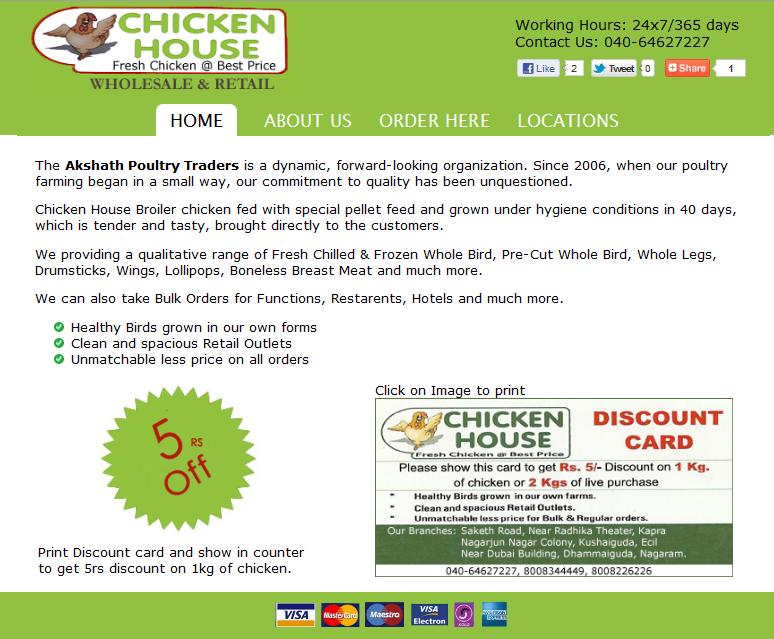 CHICKEN
HOUSE
Fresh Chicken @ Best Price
WHOLESALE & RETAIL
Working Hours: 24x7/365 days
Contact Us: 040-64627227
Like 2 Tweet 0 Share 1
HOME ABOUT US ORDER HERE LOCATIONS
The Akshath Poultry Traders is a dynamic, forward-looking organization. Since 2006, when our poultry
farming began in a small way, our commitment to quality has been unquestioned.
Chicken House Broiler chicken fed with special pellet feed and grown under hygiene conditions in 40 days,
which is tender and tasty, brought directly to the customers.
We providing a qualitative range of Fresh Chilled & Frozen Whole Bird, Pre-Cut Whole Bird, Whole Legs,
Drumsticks, Wings, Lollipops, Boneless Breast Meat and much more.
We can also take Bulk Orders for Functions, Restarents, Hotels and much more.
Healthy Birds grown in our own forms
Clean and spacious Retail Outlets
Unmatchable less price on all orders
5 RS
Off
Print Discount card and show in counter
to get 5rs discount on 1kg of chicken.
Click on Image to print
CHICKEN
HOUSE
Fresh Chicken @ Best Price
DISCOUNT
CARD
Please show this card to get Rs. 5/- Discount on 1 Kg.
of chicken or 2 Kgs of live purchase
* Healthy Birds grown in our own farms.
* Clean and spacious Retail Outlets.
* Unmatchable less price for Bulk & Regular orders.
Our Branches: Saketh Road, Near Radhika Theater, Kapra
Nagarjun Nagar Colony, Kushaiguda, Ecil
Near Dubai Building, Dhammaiguda, Nagaram.
040-64627227, 8008344449, 8008226226
VISA MasterCard Maestro VISA Electron SOLO AMERICAN EXPRESS